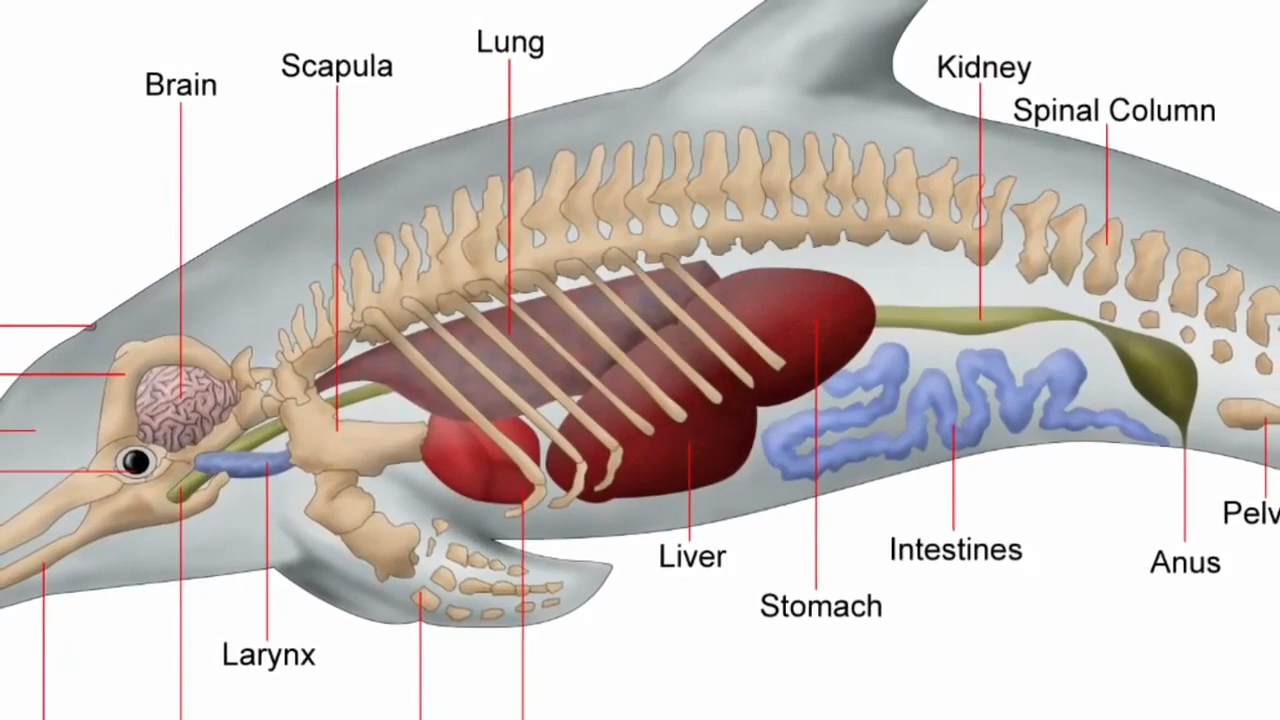 Lung
Scapula
Kidney
Brain
Spinal Column
Pelv
Liver
Intestines
Anus
Stomach
Larynx